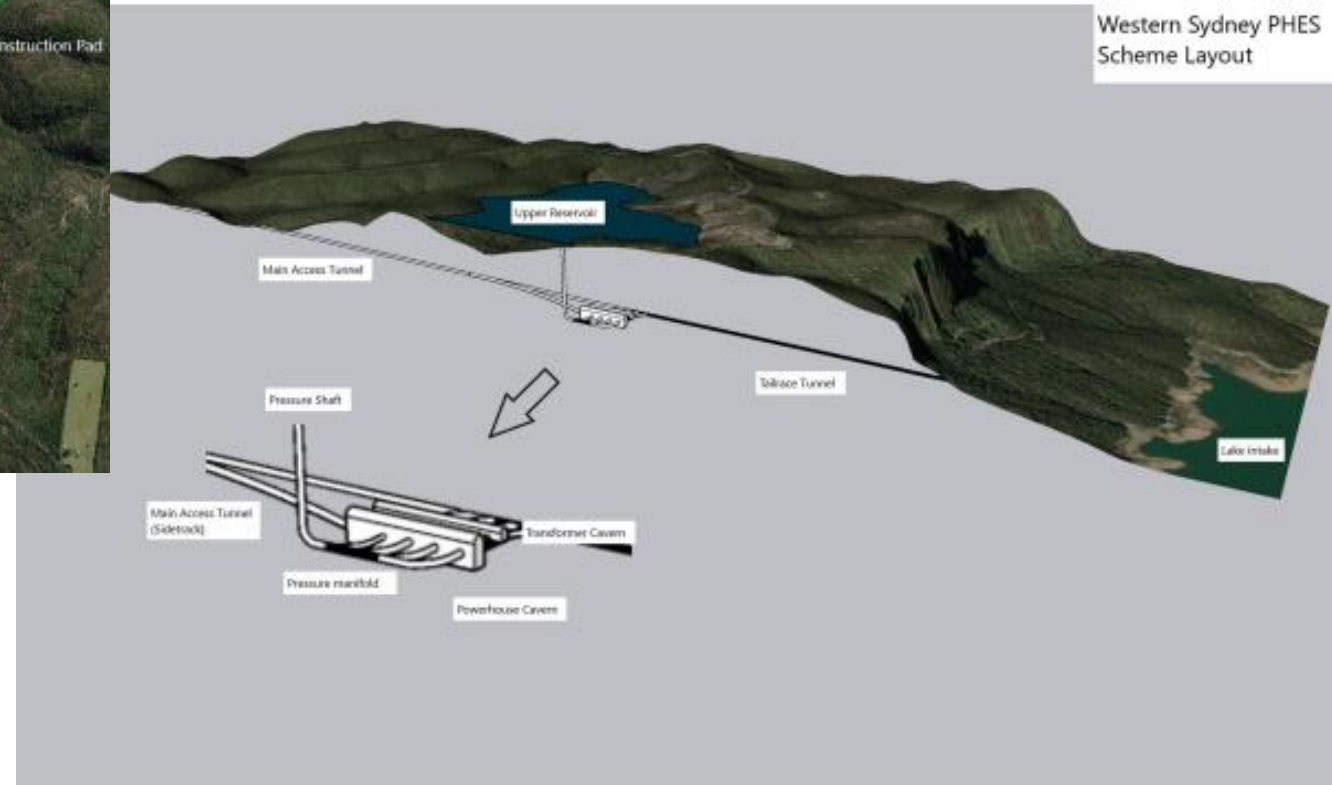 nstruction Pad
Western Sydney PHES
Scheme Layout
Upper Reservoir
Main Access Tunnel
Tailrace Tunnel
Pressure Shaft
Lake Intake
Main Access Tunnel
(Sidetrack)
Transformer Cavern
Pressure manifold
Powerhouse Cavern